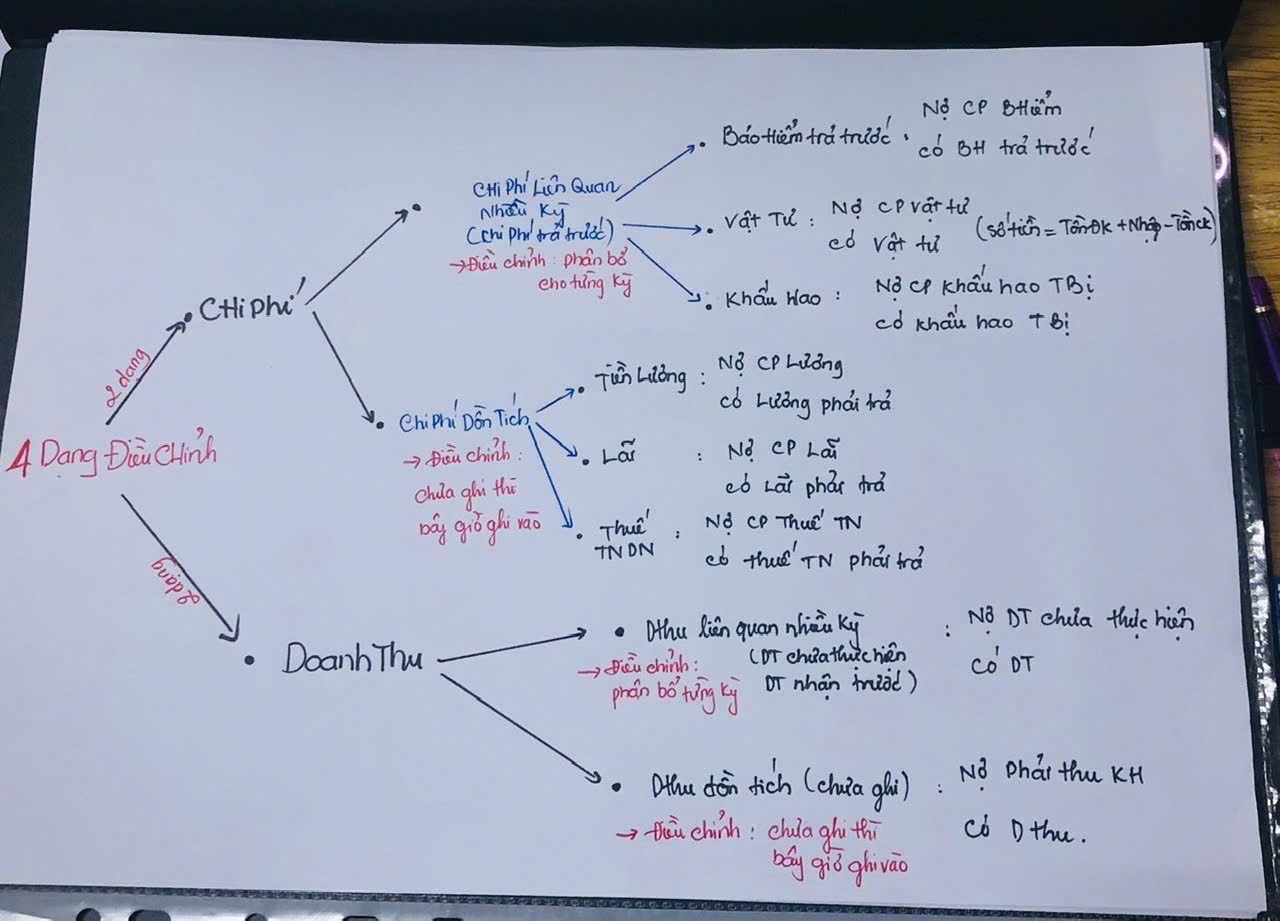 4 Dạng Điều Chỉnh
2 dạng
Chi phí
Chi Phí Liên Quan
Nhiều Kỳ
(Chi phí trả trước)
→ Điều chỉnh : phân bổ
cho từng kỳ
Bảo Hiểm trả trước : Nợ CP BHiểm
có BH trả trước
Vật Tư : Nợ CP vật tư
có vật tư (Số tiền = Tồn ĐK + Nhập - Tồn CK)
Khấu Hao : Nợ CP Khấu hao TBị
có khấu hao TBị
Chi Phí Dồn Tích
→ Điều chỉnh :
chưa ghi thì
bây giờ ghi vào
Tiền Lương : Nợ CP Lương
có Lương phải trả
Lãi : Nợ CP Lãi
có Lãi phải trả
Thuế
TNDN : Nợ CP Thuế TN
có thuế TN phải trả
2 dạng
Doanh Thu
Dthu liên quan nhiều kỳ : Nợ DT chưa thực hiện
(DT chưa thực hiện
DT nhận trước)
Có DT
→ Điều chỉnh :
phân bổ từng kỳ
Dthu dồn tích (chưa ghi) : Nợ Phải thu KH
Có D thu.
→ Điều chỉnh : chưa ghi thì
bây giờ ghi vào